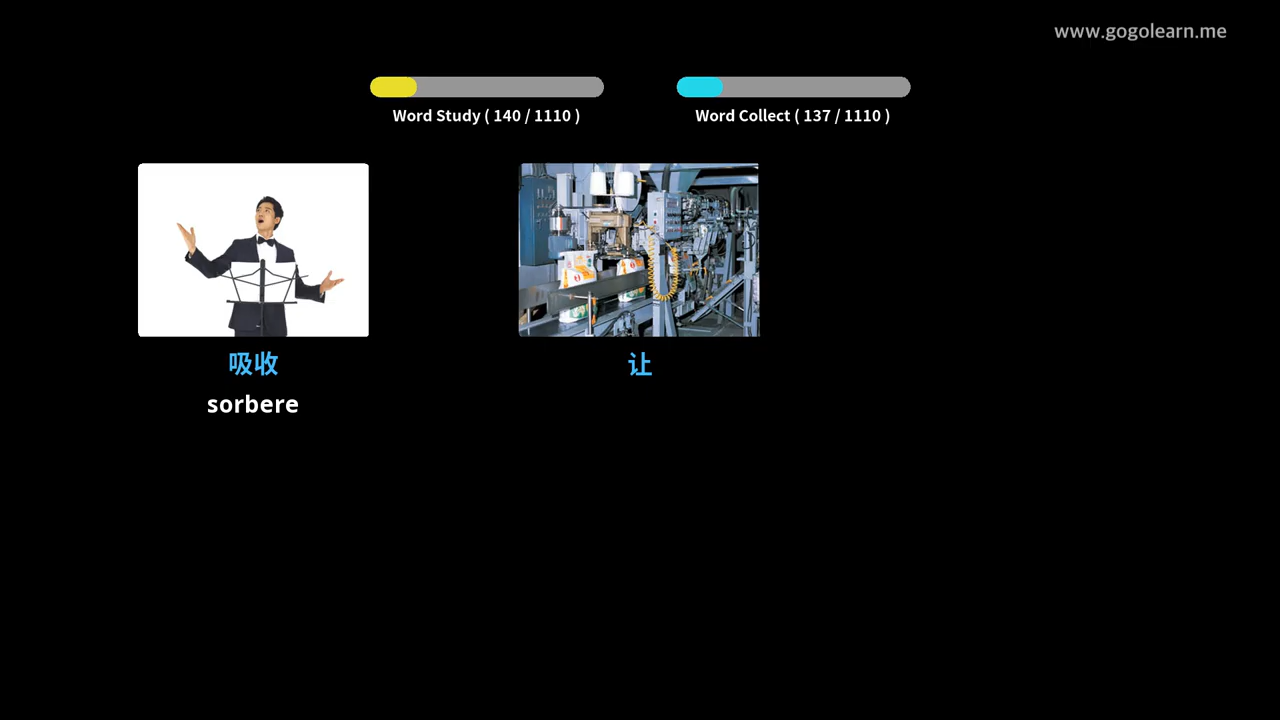 www.gogolearn.me
Word Study ( 140 / 1110 )
Word Collect ( 137 / 1110 )
吸收
sorbere
让